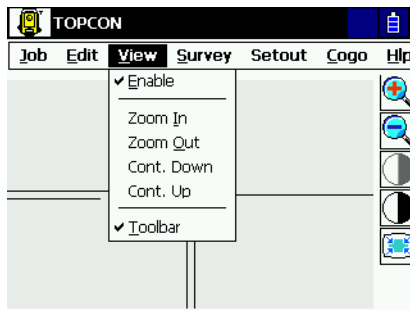 TOPCON
Job Edit View Survey Setout Cogo Hlp
Enable
Zoom In
Zoom Out
Cont. Down
Cont. Up
Toolbar